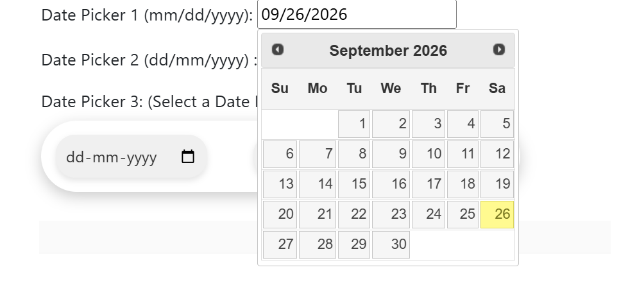 Date Picker 1 (mm/dd/yyyy): 09/26/2026
September 2026
Su Mo Tu We Th Fr Sa
1 2 3 4 5
6 7 8 9 10 11 12
13 14 15 16 17 18 19
20 21 22 23 24 25 26
27 28 29 30
Date Picker 2 (dd/mm/yyyy) :
Date Picker 3: (Select a Date
dd-mm-yyyy